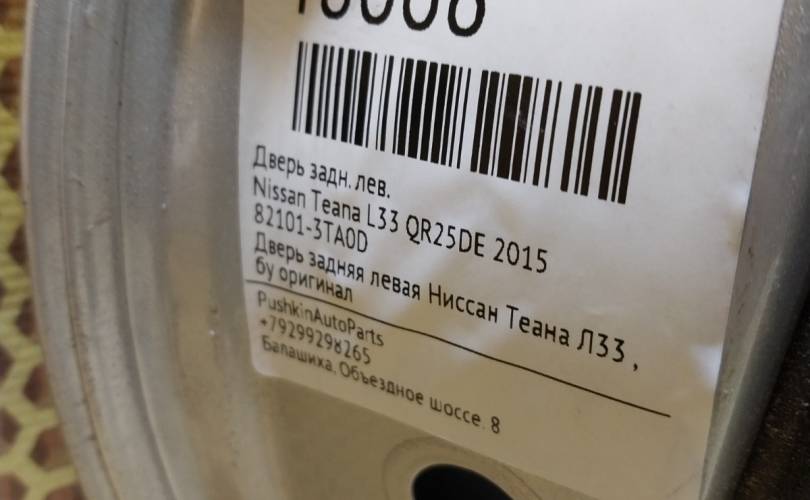 Дверь задн. лев.
Nissan Teana L33 QR25DE 2015
82101-3TA0D
Дверь задняя левая Ниссан Теана Л33 ,
бу оригинал
PushkinAutoParts
+79299298265
Балашиха, Объездное шоссе. 8